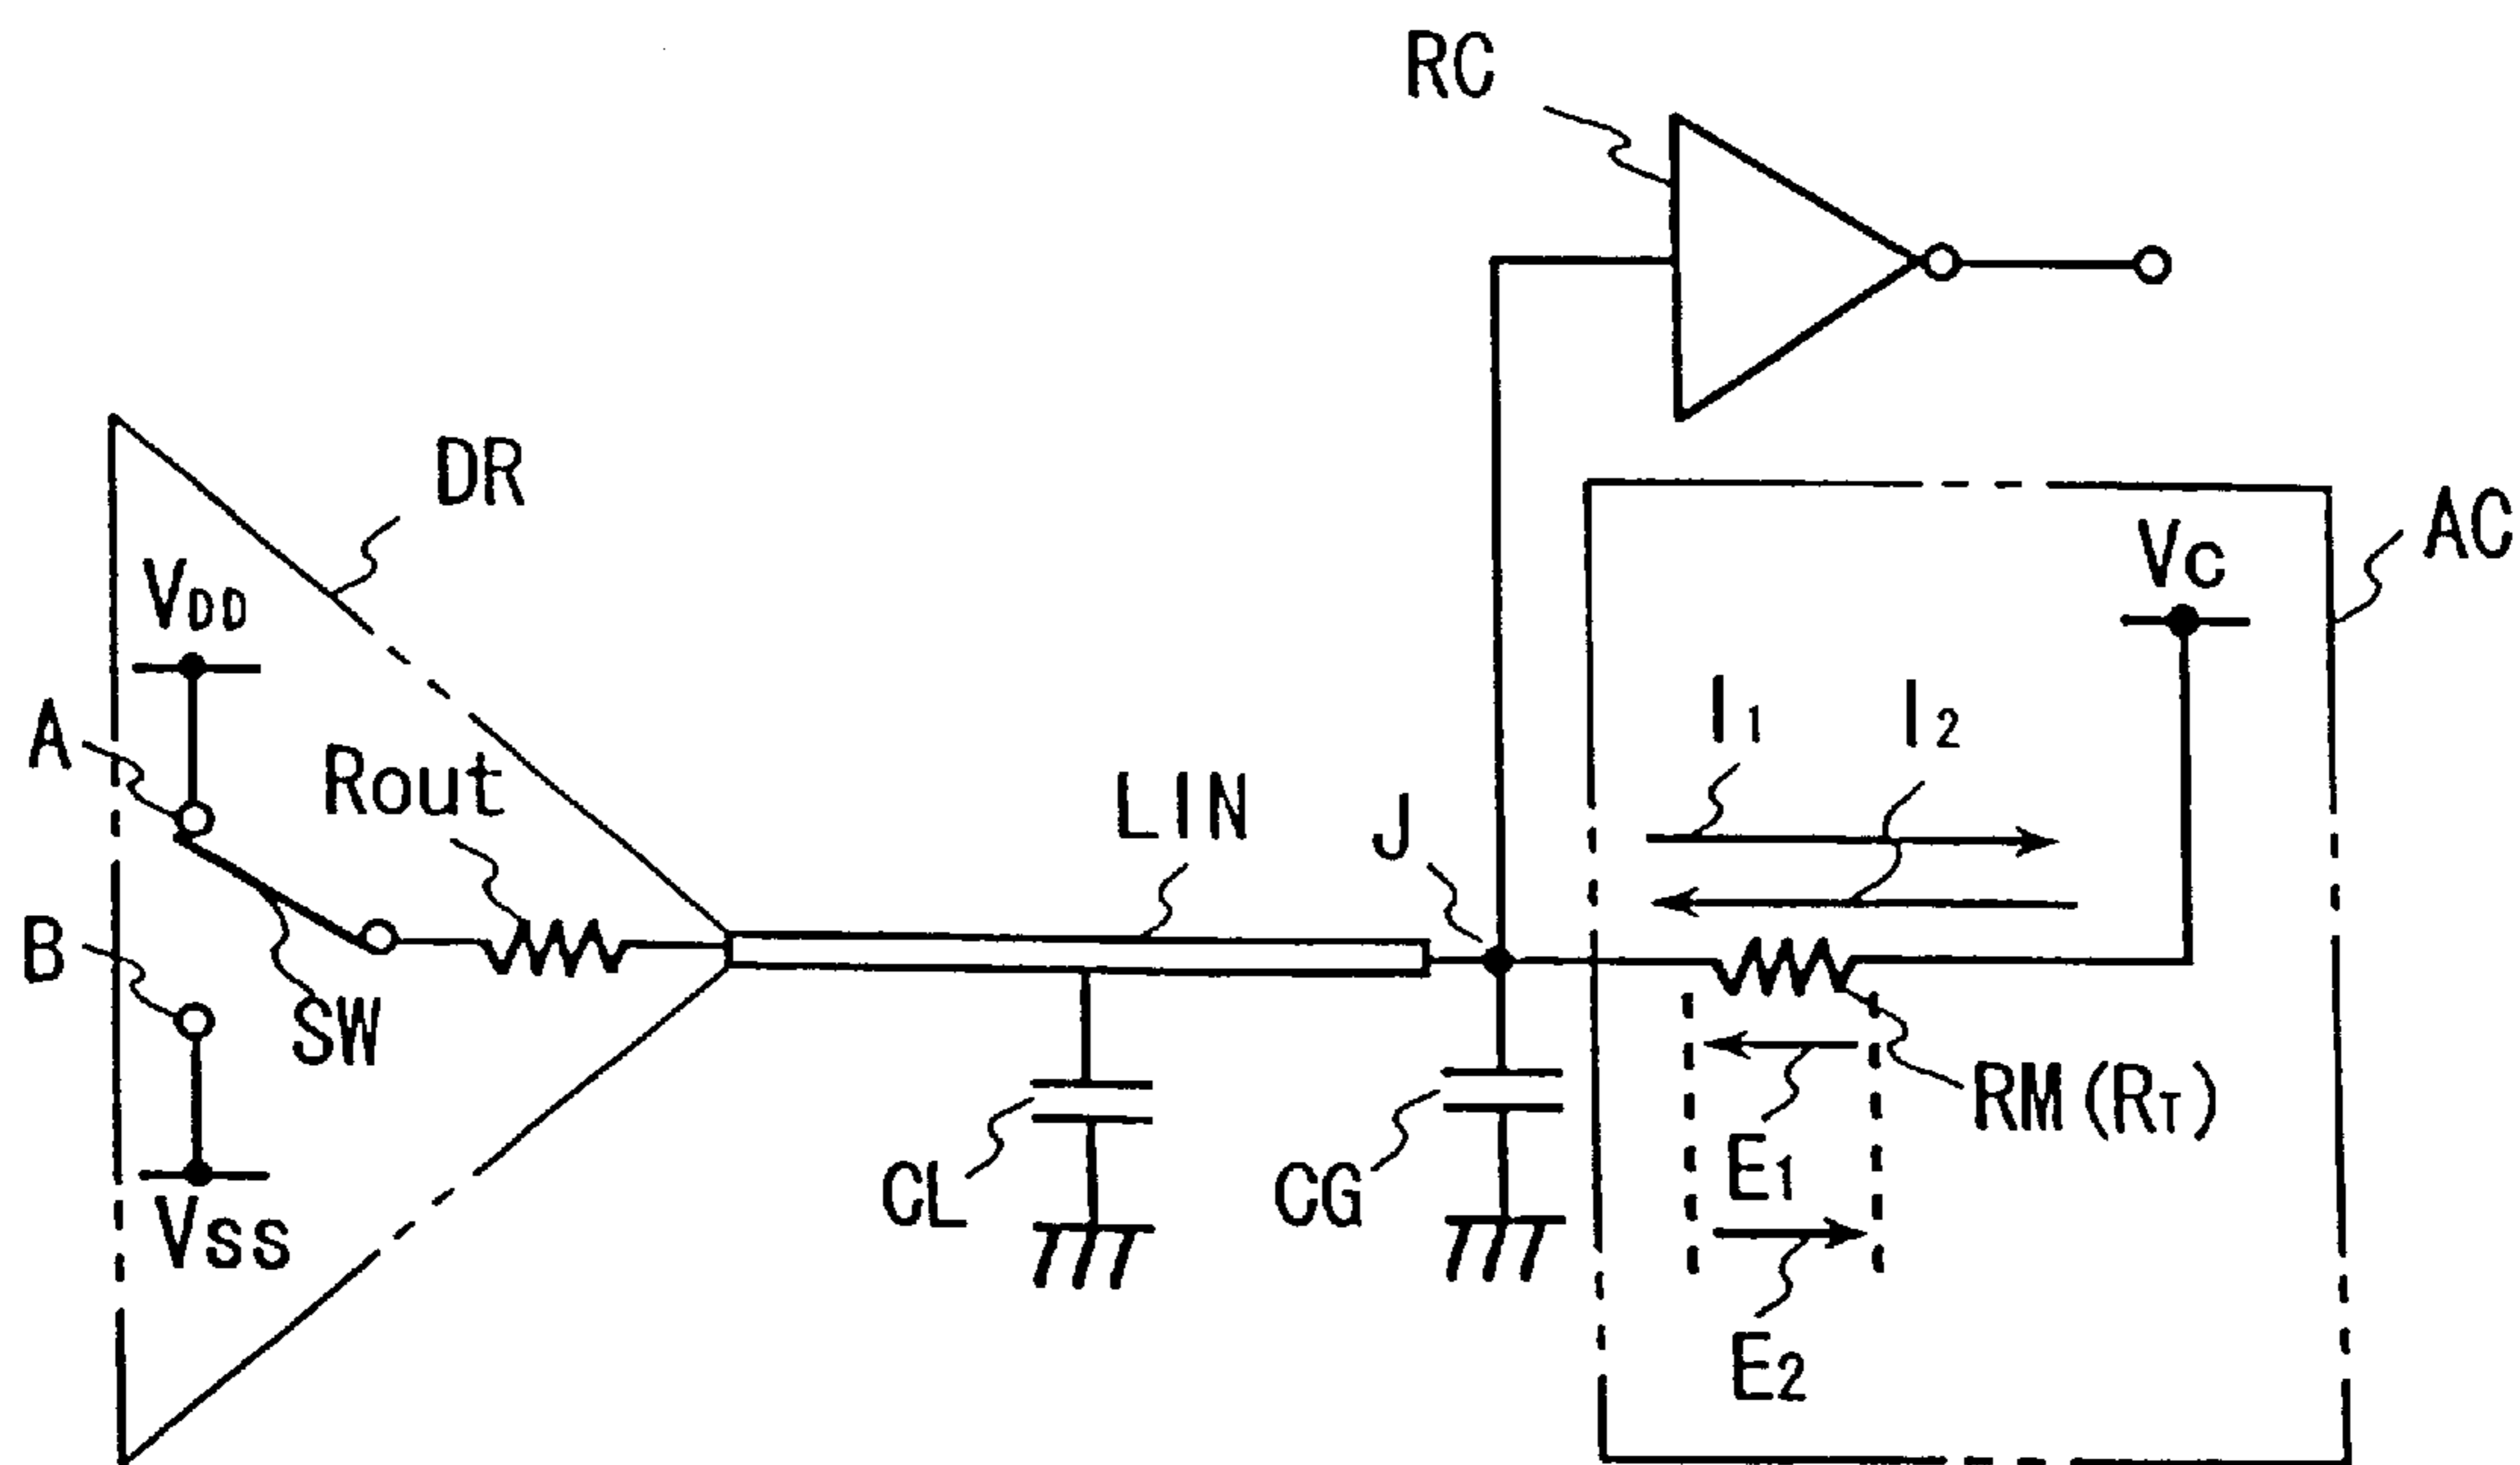 RC
DR
AC
VDD
VC
A
I1
I2
Rout
LIN
J
B
SW
RM(RT)
CL
CG
E1
VSS
E2